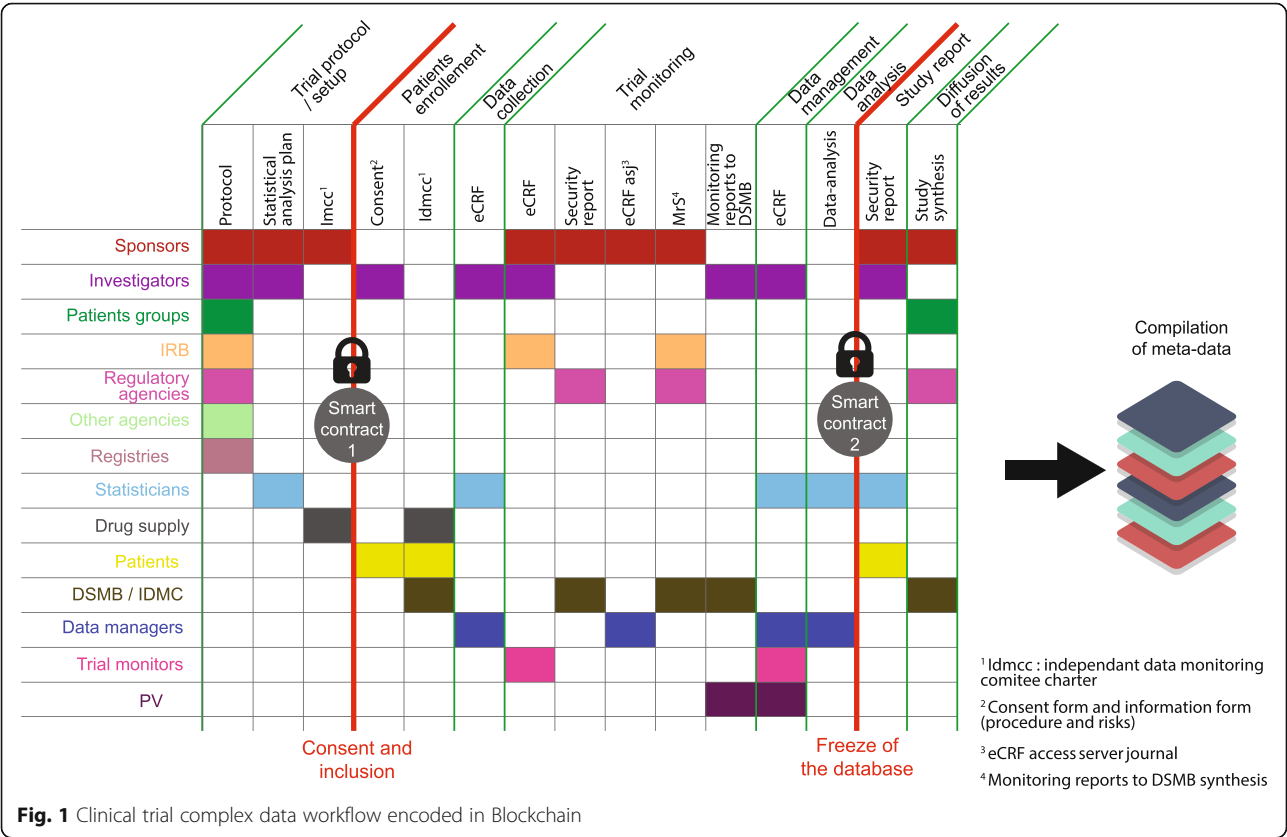 Trial protocol
/ setup
Patients
enrollement
Data
collection
Trial
monitoring
Data
management
Data
analysis
Study report
Diffusion
of results
Protocol
Statistical
analysis plan
Imcc¹
Consent²
Idmcc¹
eCRF
eCRF
Security
report
eCRF asj³
MrS⁴
Monitoring
reports to
DSMB
eCRF
Data-analysis
Security
report
Study
synthesis
Sponsors
Investigators
Patients groups
IRB
Regulatory
agencies
Other agencies
Registries
Statisticians
Drug supply
Patients
DSMB / IDMC
Data managers
Trial monitors
PV
Smart
contract
1
Smart
contract
2
Consent and
inclusion
Freeze of
the database
Compilation
of meta-data
¹ Idmcc : independant data monitoring
comitee charter
² Consent form and information form
(procedure and risks)
³ eCRF access server journal
⁴ Monitoring reports to DSMB synthesis
Fig. 1 Clinical trial complex data workflow encoded in Blockchain